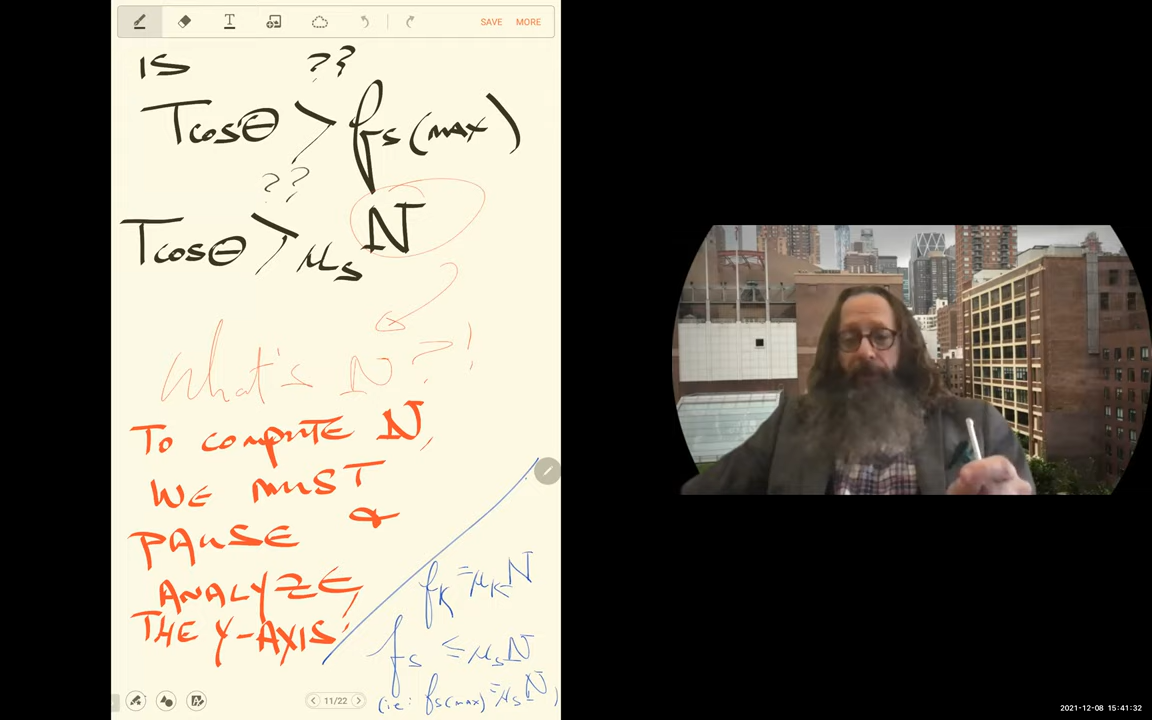 SAVE MORE
IS ??
Tcosθ > fs(max)
??
Tcosθ > μs N
What's N?!
TO COMPUTE N,
WE MUST
PAUSE &
ANALYZE
THE Y-AXIS!
fK = μK N
fs ≤ μs N
(ie: fs(max) = μs N)
11/22
2021-12-08 15:41:32